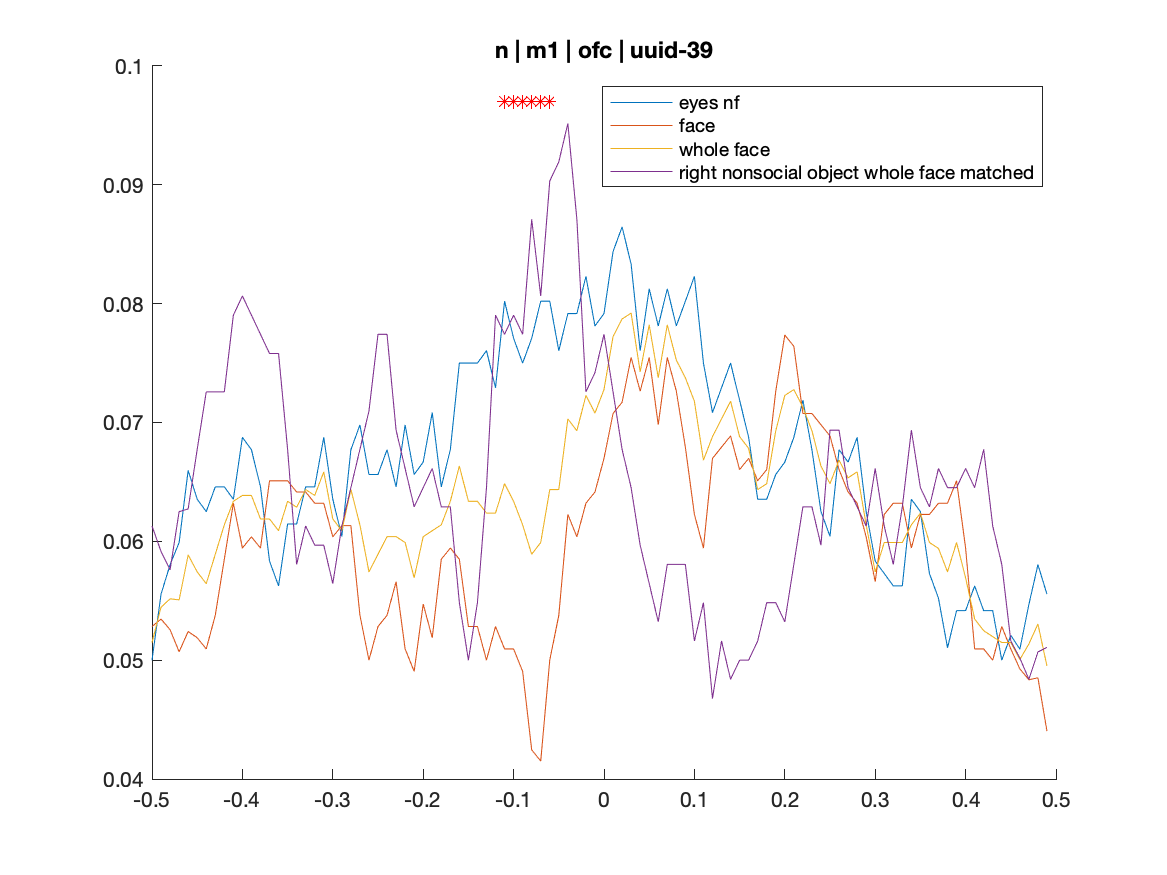 n | m1 | ofc | uuid-39
0.1
0.09
0.08
0.07
0.06
0.05
0.04
eyes nf
face
whole face
right nonsocial object whole face matched
-0.5 -0.4 -0.3 -0.2 -0.1 0 0.1 0.2 0.3 0.4 0.5